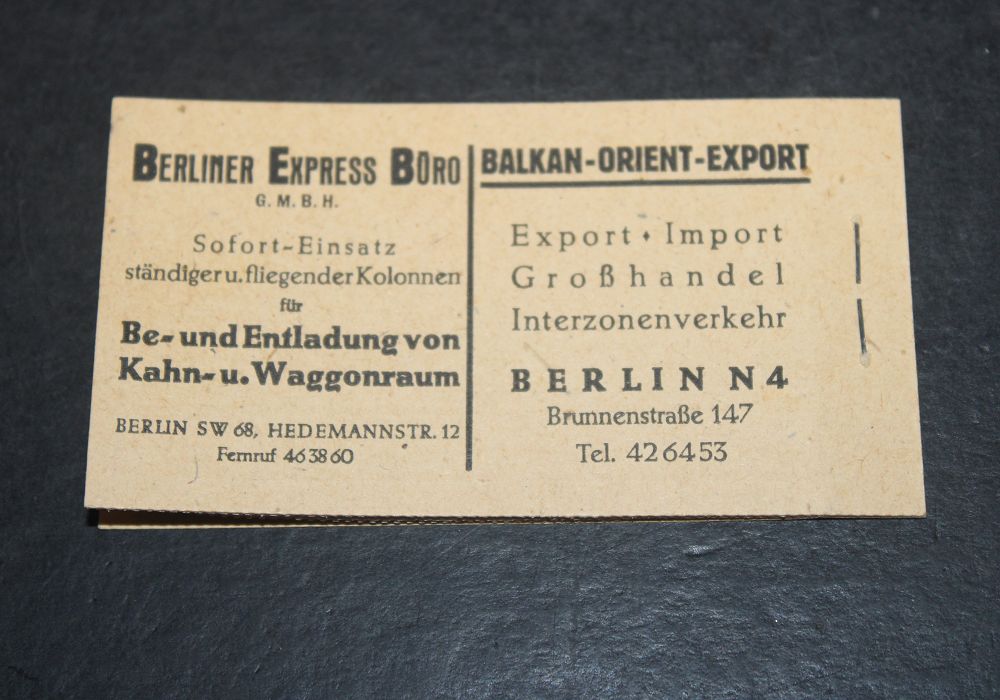 BERLINER EXPRESS BÜRO
G. M. B. H.
Sofort-Einsatz
ständiger u. fliegender Kolonnen
für
Be- und Entladung von
Kahn- u. Waggonraum
BERLIN SW 68, HEDEMANNSTR. 12
Fernruf 46 38 60
BALKAN-ORIENT-EXPORT
Export • Import
Großhandel
Interzonenverkehr
BERLIN N 4
Brunnenstraße 147
Tel. 42 64 53